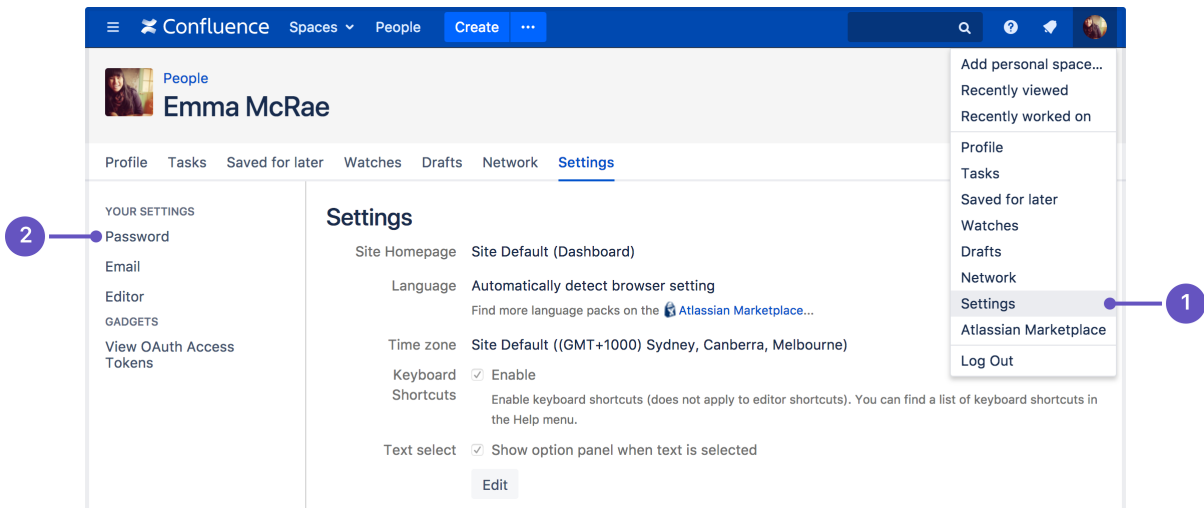 Confluence Spaces People Create ···
People
Emma McRae
Profile Tasks Saved for later Watches Drafts Network Settings
YOUR SETTINGS
2
Password
Email
Editor
GADGETS
View OAuth Access
Tokens
Settings
Site Homepage Site Default (Dashboard)
Language Automatically detect browser setting
Find more language packs on the Atlassian Marketplace...
Time zone Site Default ((GMT+1000) Sydney, Canberra, Melbourne)
Keyboard Enable
Shortcuts
Enable keyboard shortcuts (does not apply to editor shortcuts). You can find a list of keyboard shortcuts in
the Help menu.
Text select Show option panel when text is selected
Edit
Add personal space...
Recently viewed
Recently worked on
Profile
Tasks
Saved for later
Watches
Drafts
Network
Settings
1
Atlassian Marketplace
Log Out